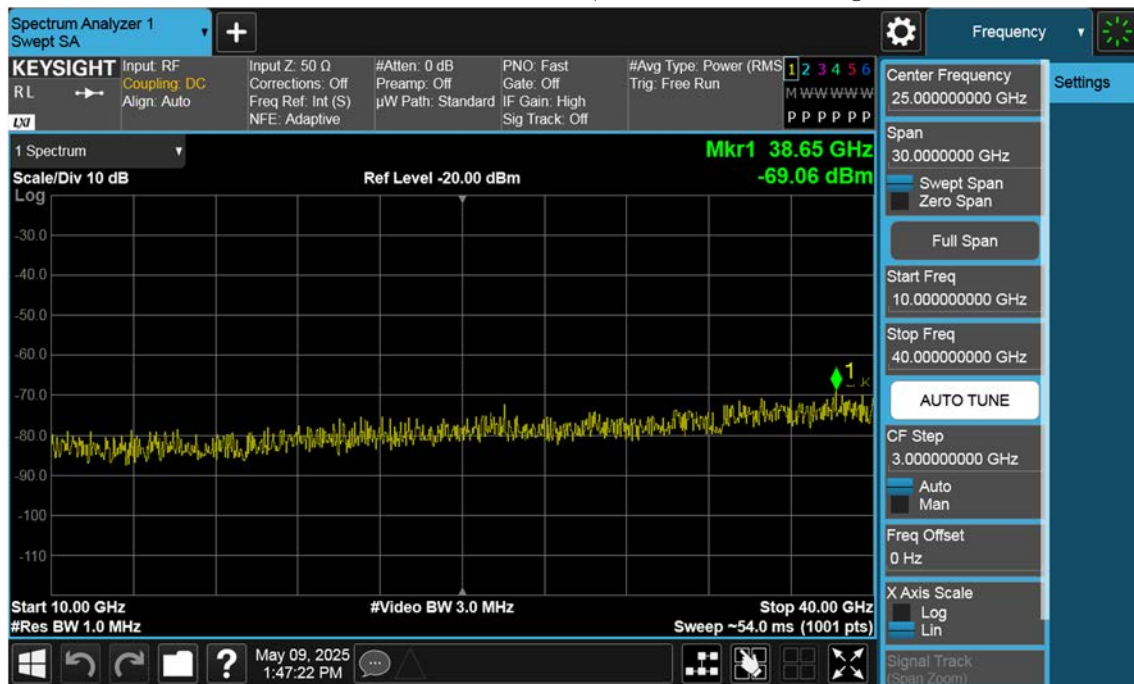 Spectrum Analyzer 1
Swept SA
Frequency
KEYSIGHT
RL
LXI
Input: RF
Coupling: DC
Align: Auto
Input Z: 50 Ω
Corrections: Off
Freq Ref: Int (S)
NFE: Adaptive
#Atten: 0 dB
Preamp: Off
µW Path: Standard
PNO: Fast
Gate: Off
IF Gain: High
Sig Track: Off
#Avg Type: Power (RMS
Trig: Free Run
1 2 3 4 5 6
M W W W W W
P P P P P P
1 Spectrum
Scale/Div 10 dB
Ref Level -20.00 dBm
Mkr1 38.65 GHz
-69.06 dBm
Log
-30.0
-40.0
-50.0
-60.0
-70.0
-80.0
-90.0
-100
-110
1
Start 10.00 GHz
#Res BW 1.0 MHz
#Video BW 3.0 MHz
Stop 40.00 GHz
Sweep ~54.0 ms (1001 pts)
Center Frequency
25.000000000 GHz
Span
30.0000000 GHz
Swept Span
Zero Span
Full Span
Start Freq
10.000000000 GHz
Stop Freq
40.000000000 GHz
AUTO TUNE
CF Step
3.000000000 GHz
Auto
Man
Freq Offset
0 Hz
X Axis Scale
Log
Lin
Signal Track
(Span Zoom)
Settings
?
May 09, 2025
1:47:22 PM